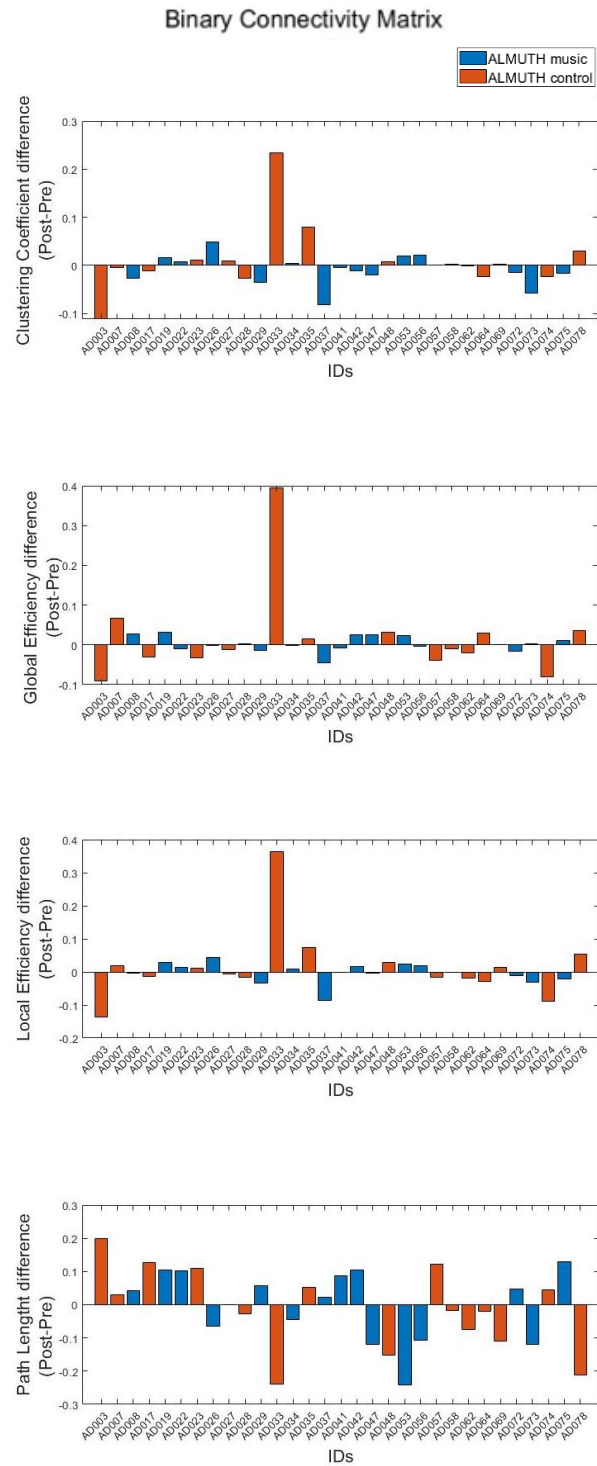 Binary Connectivity Matrix
ALMUTH music
ALMUTH control
Clustering Coefficient difference
(Post-Pre)
0.3
0.2
0.1
0
-0.1
AD003 AD007 AD008 AD017 AD019 AD022 AD023 AD026 AD027 AD028 AD029 AD033 AD034 AD035 AD037 AD041 AD042 AD047 AD048 AD053 AD056 AD057 AD058 AD062 AD064 AD069 AD072 AD073 AD074 AD075 AD078
IDs
Global Efficiency difference
(Post-Pre)
0.4
0.3
0.2
0.1
0
-0.1
AD003 AD007 AD008 AD017 AD019 AD022 AD023 AD026 AD027 AD028 AD029 AD033 AD034 AD035 AD037 AD041 AD042 AD047 AD048 AD053 AD056 AD057 AD058 AD062 AD064 AD069 AD072 AD073 AD074 AD075 AD078
IDs
Local Efficiency difference
(Post-Pre)
0.4
0.3
0.2
0.1
0
-0.1
-0.2
AD003 AD007 AD008 AD017 AD019 AD022 AD023 AD026 AD027 AD028 AD029 AD033 AD034 AD035 AD037 AD041 AD042 AD047 AD048 AD053 AD056 AD057 AD058 AD062 AD064 AD069 AD072 AD073 AD074 AD075 AD078
IDs
Path Lenght difference
(Post-Pre)
0.3
0.2
0.1
0
-0.1
-0.2
-0.3
AD003 AD007 AD008 AD017 AD019 AD022 AD023 AD026 AD027 AD028 AD029 AD033 AD034 AD035 AD037 AD041 AD042 AD047 AD048 AD053 AD056 AD057 AD058 AD062 AD064 AD069 AD072 AD073 AD074 AD075 AD078
IDs